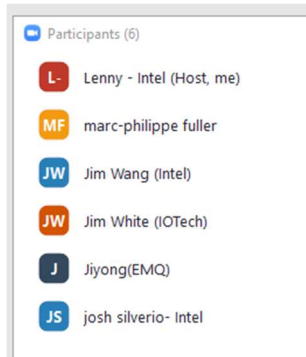 Participants (6)
L- Lenny - Intel (Host, me)
MF marc-philippe fuller
JW Jim Wang (Intel)
JW Jim White (IOTech)
J Jiyong(EMQ)
JS josh silverio- Intel